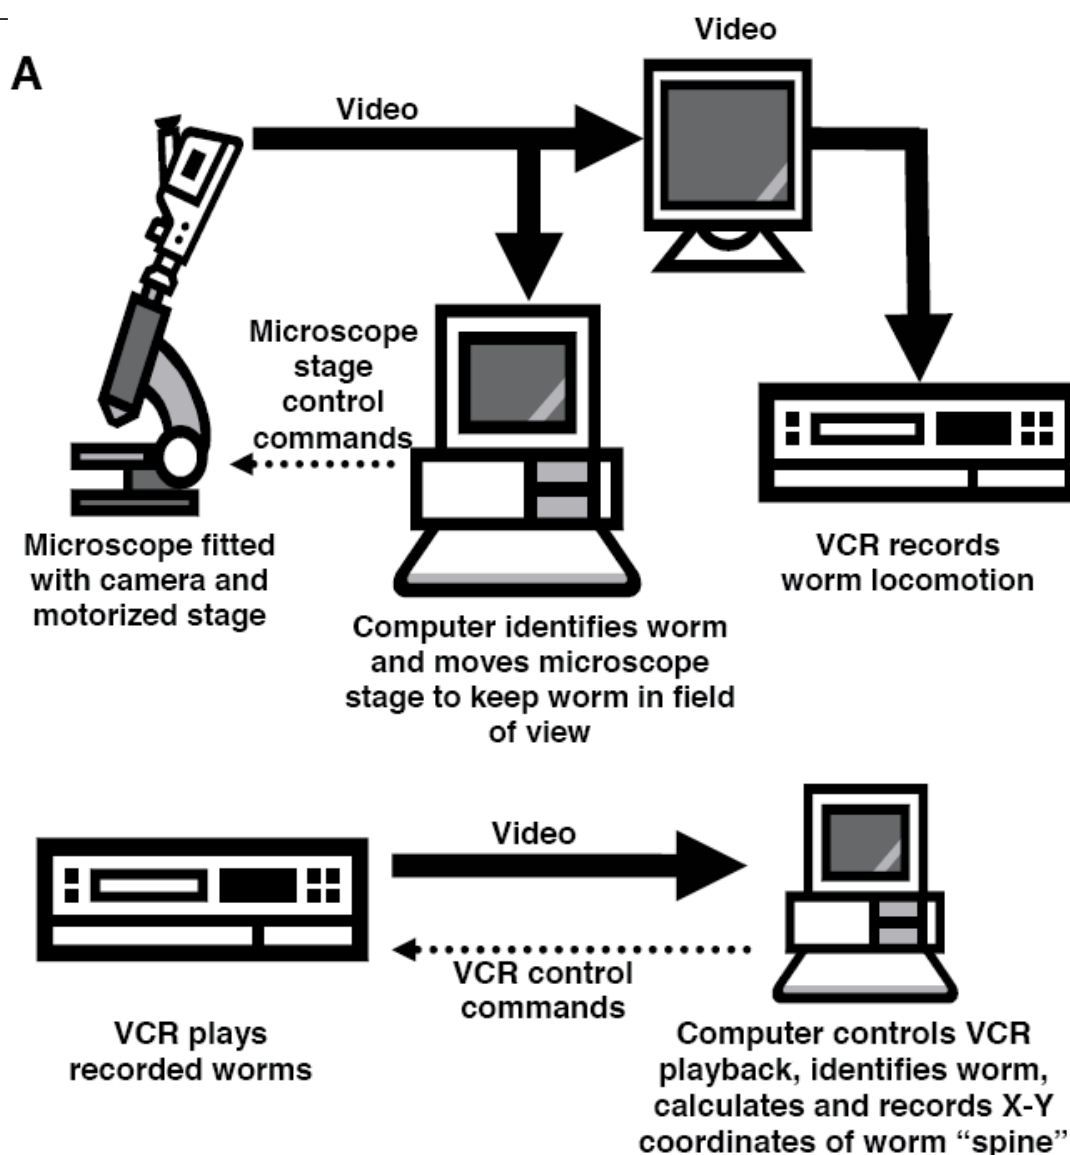 A
Video
Video
Microscope
stage
control
commands
Microscope fitted
with camera and
motorized stage
Computer identifies worm
and moves microscope
stage to keep worm in field
of view
VCR records
worm locomotion
Video
VCR control
commands
VCR plays
recorded worms
Computer controls VCR
playback, identifies worm,
calculates and records X-Y
coordinates of worm “spine”